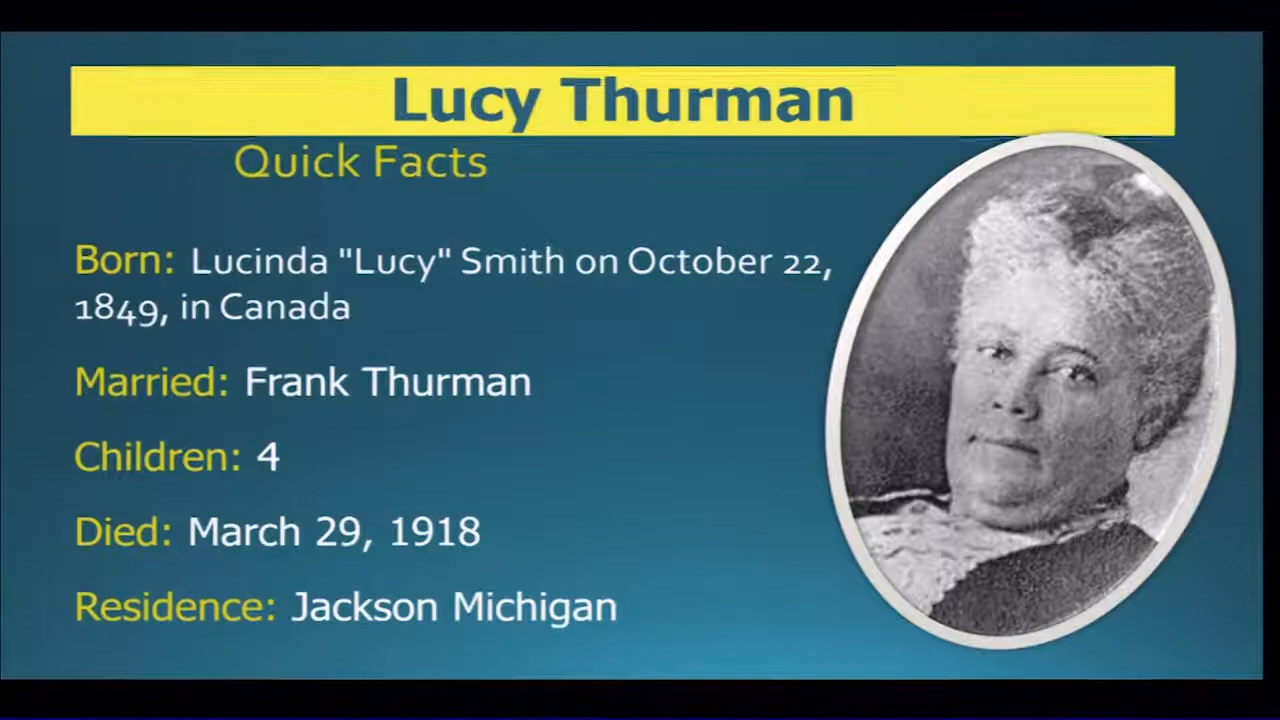 Lucy Thurman
Quick Facts
Born: Lucinda "Lucy" Smith on October 22,
1849, in Canada
Married: Frank Thurman
Children: 4
Died: March 29, 1918
Residence: Jackson Michigan